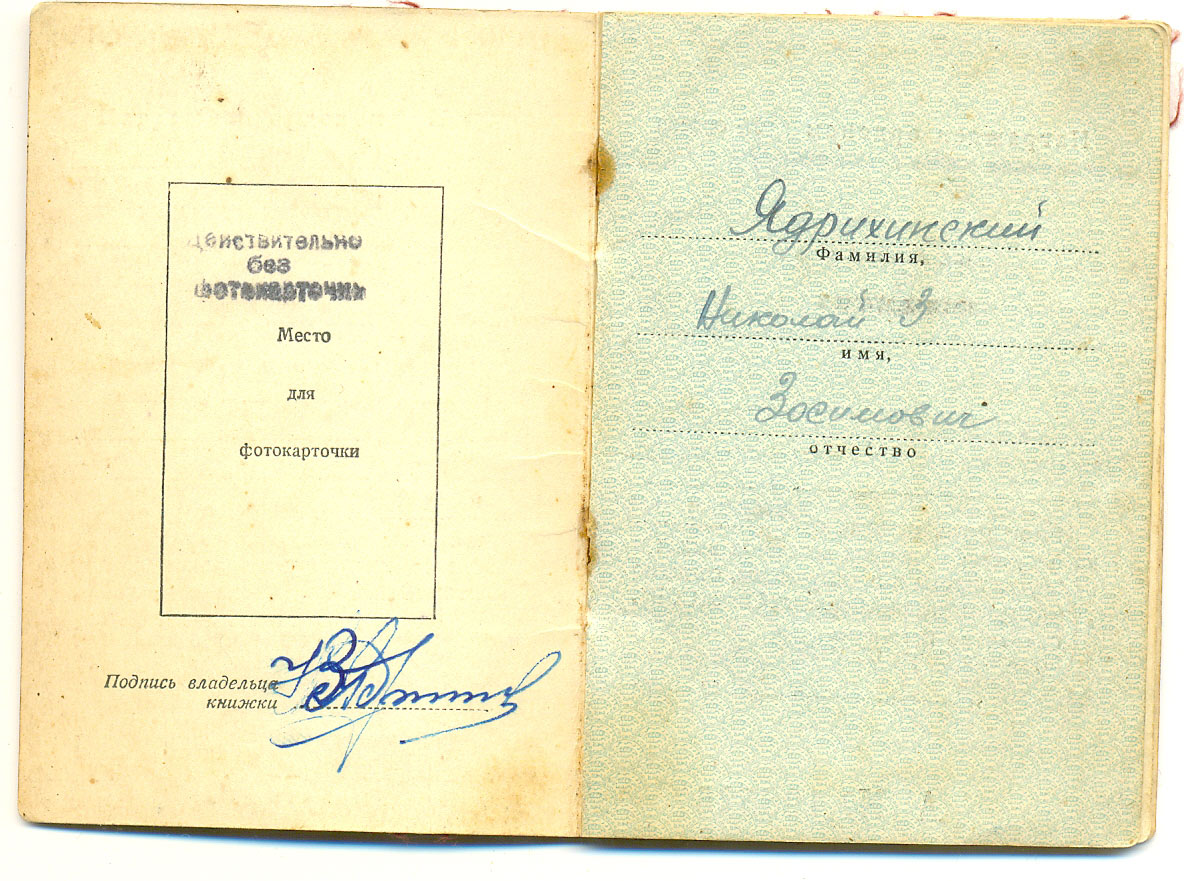 Действительно
без
фотокарточки
Место
для
фотокарточки
Подпись владельца
книжки
Ядрихинский
Фамилия,
Николай З
имя,
Зосимович
отчество